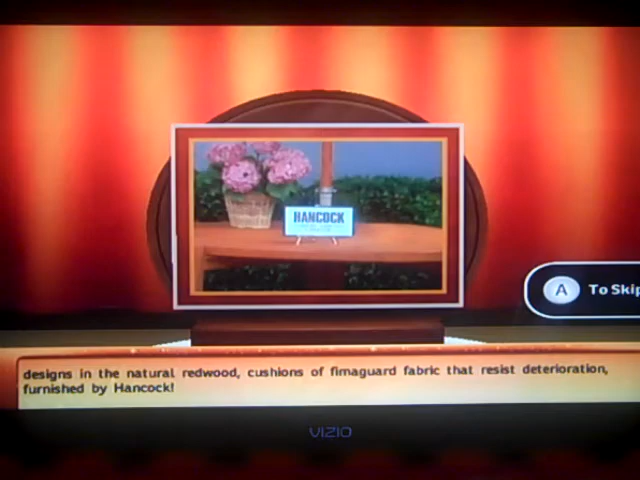 HANCOCK
A To Skip
designs in the natural redwood, cushions of fimaguard fabric that resist deterioration,
furnished by Hancock!
VIZIO